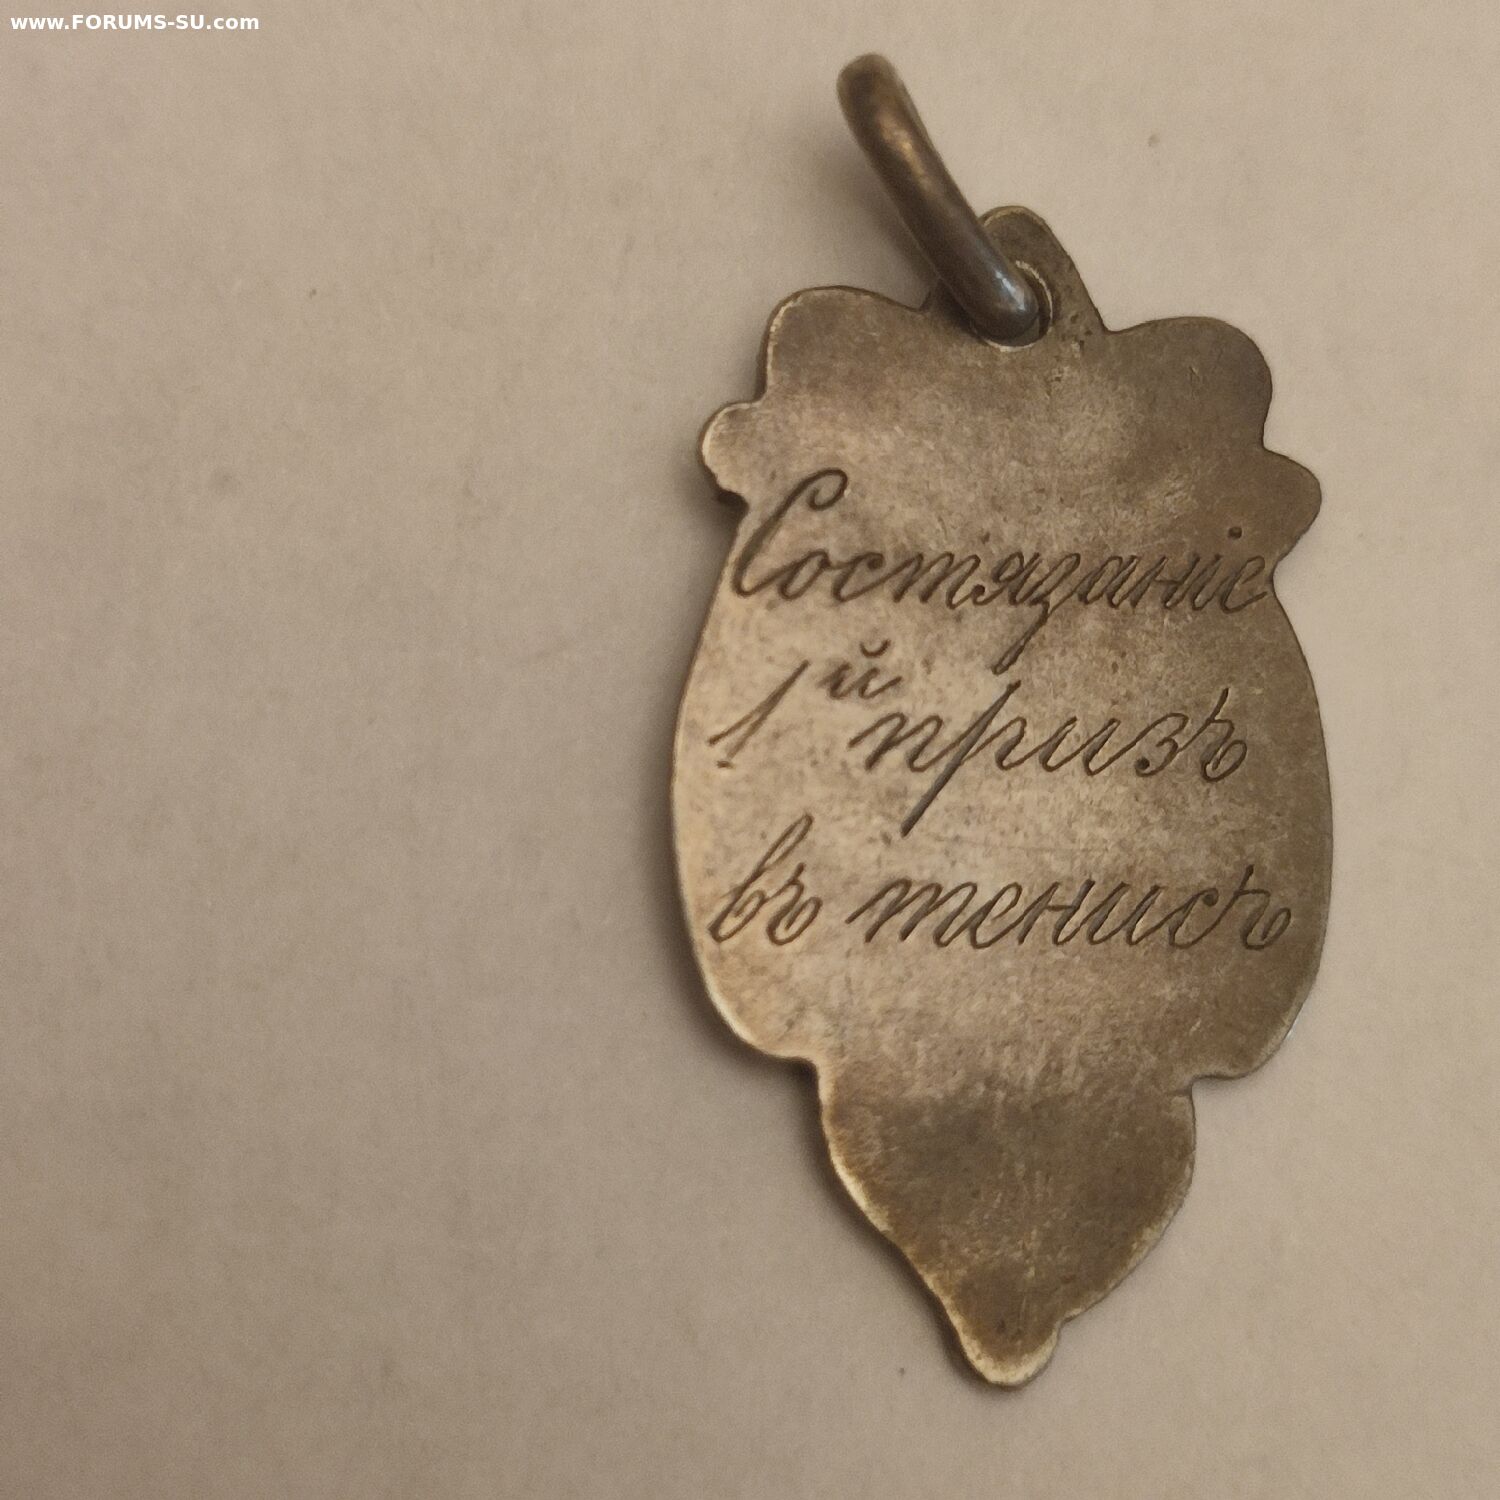 www.FORUMS-SU.com
Состязаніе
1й призъ
въ тенисъ